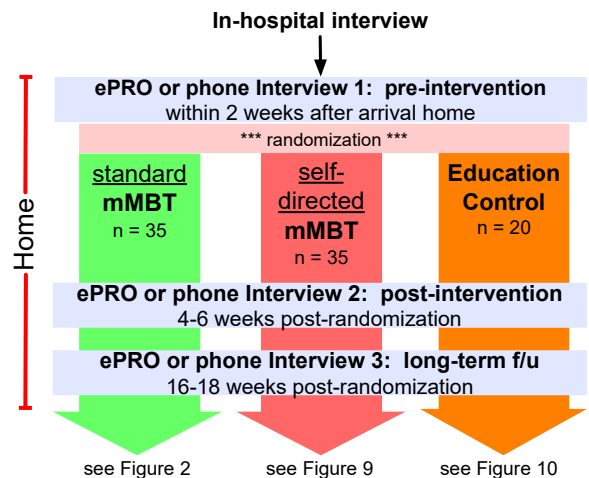 In-hospital interview
ePRO or phone Interview 1: pre-intervention
within 2 weeks after arrival home
*** randomization ***
standard
mMBT
n = 35
self-
directed
mMBT
n = 35
Education
Control
n = 20
Home
ePRO or phone Interview 2: post-intervention
4-6 weeks post-randomization
ePRO or phone Interview 3: long-term f/u
16-18 weeks post-randomization
see Figure 2
see Figure 9
see Figure 10